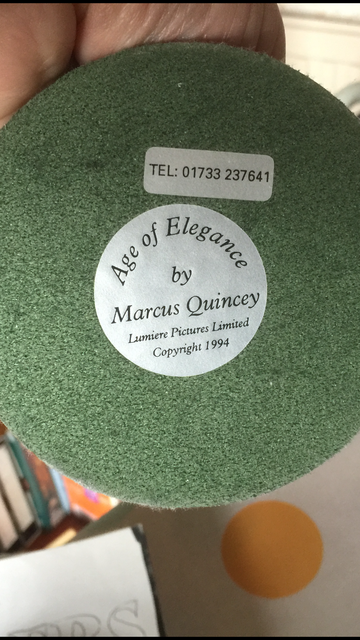 TEL: 01733 237641
Age of Elegance
by
Marcus Quincey
Lumiere Pictures Limited
Copyright 1994